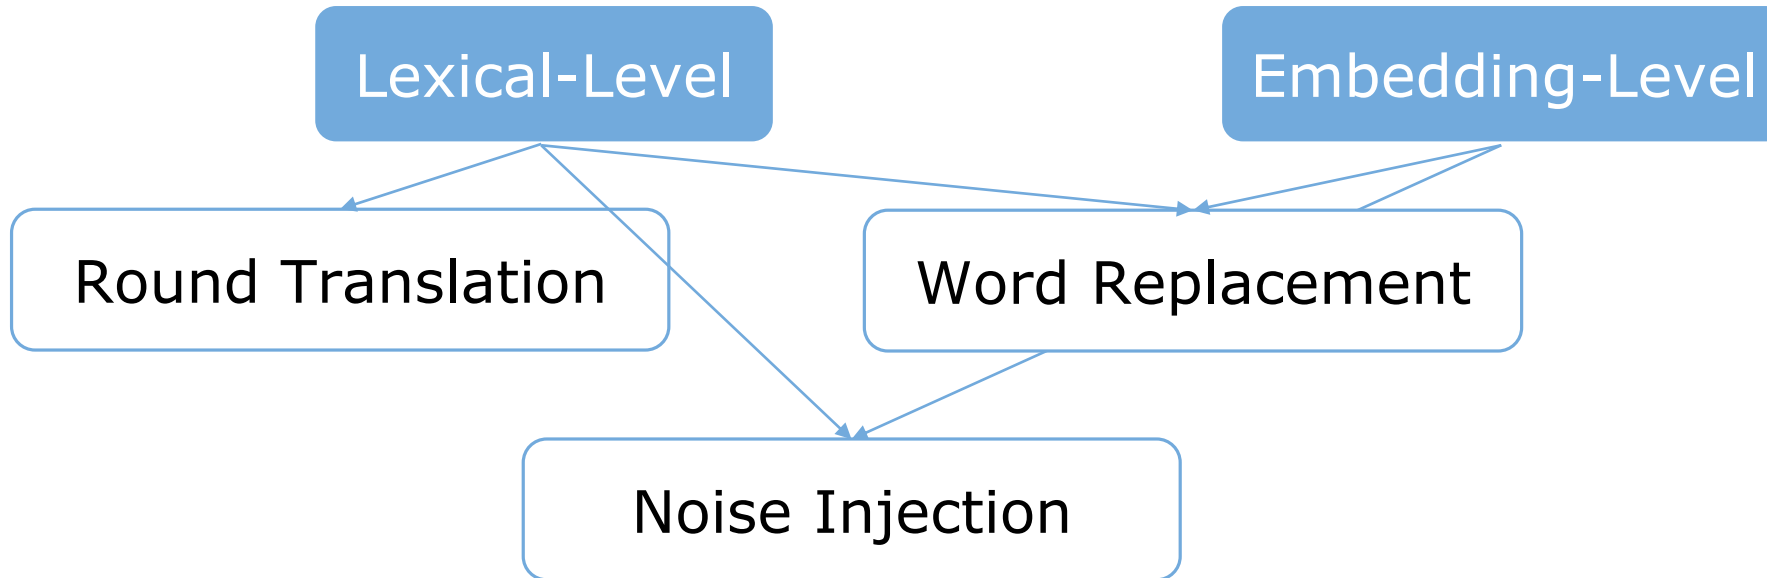 Lexical-Level
Embedding-Level
Round Translation
Word Replacement
Noise Injection